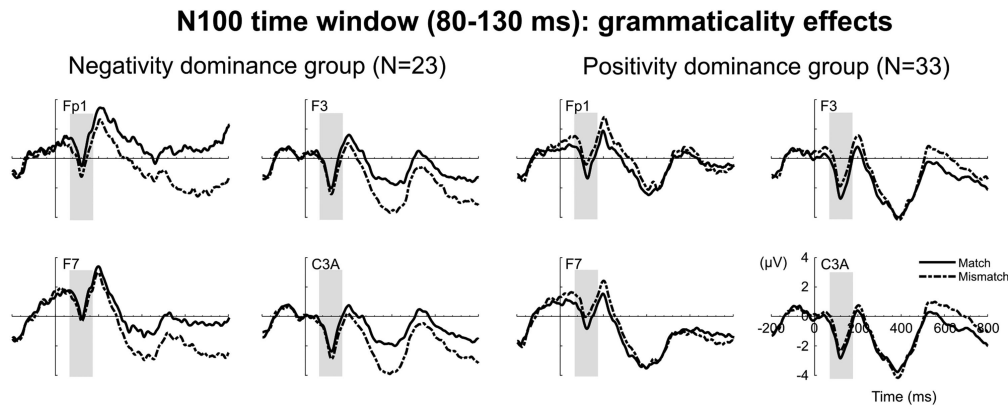 N100 time window (80-130 ms): grammaticality effects
Negativity dominance group (N=23)
Positivity dominance group (N=33)
Fp1
F3
Fp1
F3
F7
C3A
F7
(μV)
4
C3A
Match
2
Mismatch
-200
0
0
200
400
600
800
-2
-4
Time (ms)